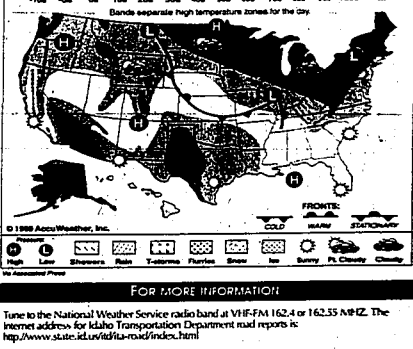 Bands separate high temperature zones for the day.
H
L
H
L
L
H
H
FRONTS:
COLD WARM STATIONARY
© 1998 AccuWeather, Inc.
Pressure:
H L
High Low Showers Rain T-storms Flurries Snow Ice Sunny Pt. Cloudy Cloudy
Via Associated Press
FOR MORE INFORMATION
Tune to the National Weather Service radio band at VHF-FM 162.4 or 162.55 MHZ. The
Internet address for Idaho Transportation Department road reports is:
http://www.state.id.us/itd/ita-road/index.html